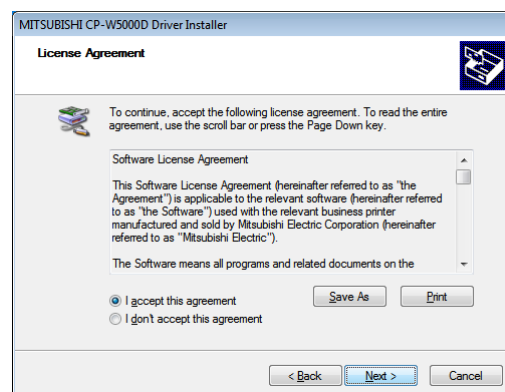 MITSUBISHI CP-W5000D Driver Installer
License Agreement
To continue, accept the following license agreement. To read the entire
agreement, use the scroll bar or press the Page Down key.
Software License Agreement
This Software License Agreement (hereinafter referred to as "the
Agreement") is applicable to the relevant software (hereinafter referred
to as "the Software") used with the relevant business printer
manufactured and sold by Mitsubishi Electric Corporation (hereinafter
referred to as "Mitsubishi Electric").
The Software means all programs and related documents on the
I accept this agreement
Save As
Print
I don't accept this agreement
< Back
Next >
Cancel